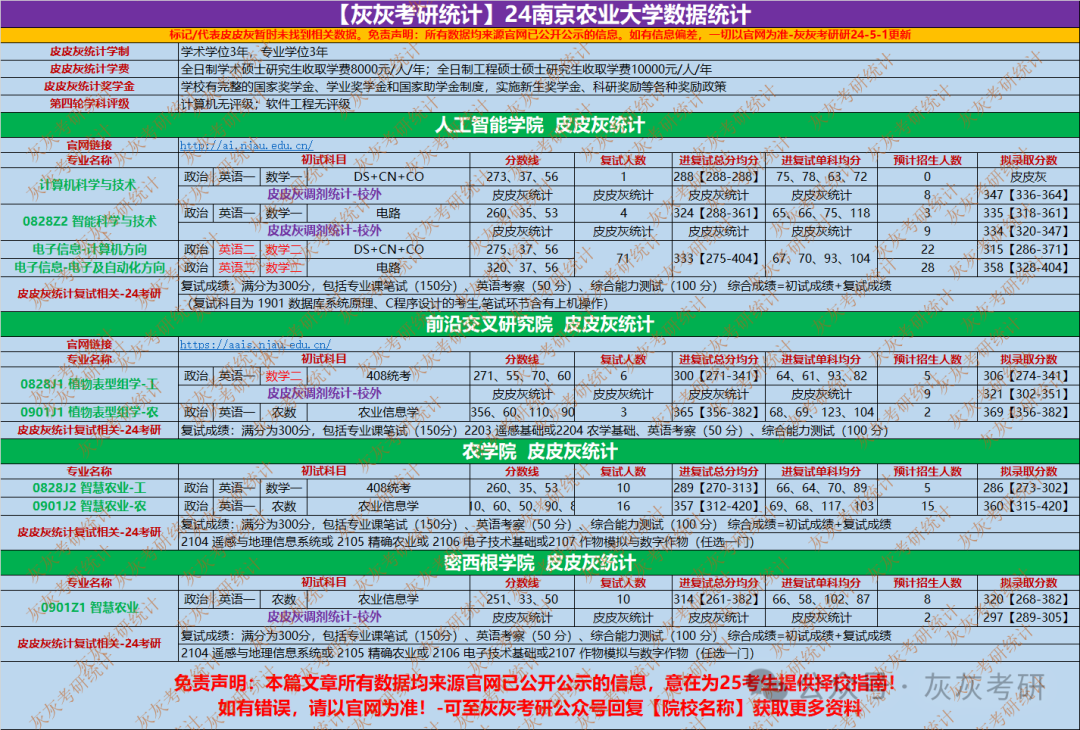 【灰灰考研统计】24南京农业大学数据统计
标记/代表皮皮灰暂时未找到相关数据。免责声明：所有数据均来源官网已公开公示的信息。如有信息偏差，一切以官网为准-灰灰考研研24-5-1更新
皮皮灰统计学制 学术学位3年，专业学位3年
皮皮灰统计学费 全日制学术硕士研究生收取学费8000元/人/年；全日制工程硕士硕士研究生收取学费10000元/人/年
皮皮灰统计奖学金 学校有完整的国家奖学金、学业奖学金和国家助学金制度，实施新生奖学金、科研奖励等各种奖励政策
第四轮学科评级 计算机无评级；软件工程无评级
人工智能学院 皮皮灰统计
官网链接 http://ai.njau.edu.cn/
专业名称 初试科目 分数线 复试人数 进复试总分均分 进复试单科均分 预计招生人数 拟录取分数
计算机科学与技术 政治 英语一 数学一 DS+CN+CO 273、37、56 1 288【288-288】 75、78、63、72 0 皮皮灰
皮皮灰调剂统计-校外 皮皮灰统计 皮皮灰统计 皮皮灰统计 皮皮灰统计 8 347【336-364】
0828Z2 智能科学与技术 政治 英语一 数学一 电路 260、35、53 4 324【288-361】 65、66、75、118 3 335【318-361】
皮皮灰调剂统计-校外 皮皮灰统计 皮皮灰统计 皮皮灰统计 皮皮灰统计 9 334【320-347】
电子信息-计算机方向 政治 英语二 数学二 DS+CN+CO 275、37、56 71 333【275-404】 67、70、93、104 22 315【286-371】
电子信息-电子及自动化方向 政治 英语二 数学二 电路 320、37、56 28 358【328-404】
皮皮灰统计复试相关-24考研 复试成绩：满分为300分，包括专业课笔试（150分）、英语考察（50 分）、综合能力测试（100 分） 综合成绩=初试成绩+复试成绩
（复试科目为 1901 数据库系统原理、C程序设计的考生,笔试环节含有上机操作）
前沿交叉研究院 皮皮灰统计
官网链接 https://aais.njau.edu.cn/
专业名称 初试科目 分数线 复试人数 进复试总分均分 进复试单科均分 预计招生人数 拟录取分数
0828J1 植物表型组学-工 政治 英语一 数学二 408统考 271、55、70、60 6 300【271-341】 64、61、93、82 5 306【274-341】
皮皮灰调剂统计-校外 皮皮灰统计 皮皮灰统计 皮皮灰统计 皮皮灰统计 9 321【302-351】
0901J1 植物表型组学-农 政治 英语一 农数 农业信息学 356、60、110、90 3 365【356-382】 68、69、123、104 2 369【356-382】
皮皮灰统计复试相关-24考研 复试成绩：满分为300分，包括专业课笔试（150分）2203 遥感基础或2204 农学基础、英语考察（50 分）、综合能力测试（100 分）
农学院 皮皮灰统计
专业名称 初试科目 分数线 复试人数 进复试总分均分 进复试单科均分 预计招生人数 拟录取分数
0828J2 智慧农业-工 政治 英语一 数学一 408统考 260、35、53 10 289【270-313】 66、64、70、89 5 286【273-302】
0901J2 智慧农业-农 政治 英语一 农数 农业信息学 10、60、50、90、8 16 357【312-420】 69、68、117、103 15 360【315-420】
皮皮灰统计复试相关-24考研 复试成绩：满分为300分，包括专业课笔试（150分）、英语考察（50 分）、综合能力测试（100 分） 综合成绩=初试成绩+复试成绩
2104 遥感与地理信息系统或 2105 精确农业或 2106 电子技术基础或2107 作物模拟与数字作物（任选一门）
密西根学院 皮皮灰统计
专业名称 初试科目 分数线 复试人数 进复试总分均分 进复试单科均分 预计招生人数 拟录取分数
0901Z1 智慧农业 政治 英语一 农数 农业信息学 251、33、50 10 314【261-382】 66、58、102、87 8 320【268-382】
皮皮灰调剂统计-校外 皮皮灰统计 皮皮灰统计 皮皮灰统计 皮皮灰统计 2 297【289-305】
皮皮灰统计复试相关-24考研 复试成绩：满分为300分，包括专业课笔试（150分）、英语考察（50 分）、综合能力测试（100 分） 综合成绩=初试成绩+复试成绩
2104 遥感与地理信息系统或 2105 精确农业或 2106 电子技术基础或2107 作物模拟与数字作物（任选一门）
免责声明：本篇文章所有数据均来源官网已公开公示的信息，意在为25考生提供择校指南！
如有错误，请以官网为准！-可至灰灰考研公众号回复【院校名称】获取更多资料
公众号 · 灰灰考研